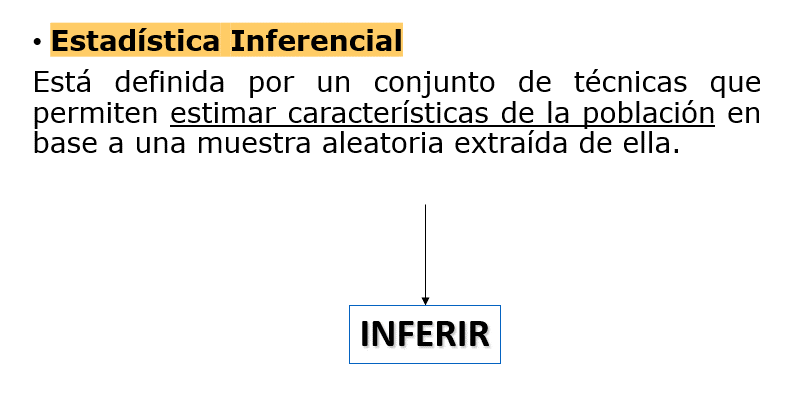 • Estadística Inferencial
Está definida por un conjunto de técnicas que
permiten estimar características de la población en
base a una muestra aleatoria extraída de ella.
INFERIR